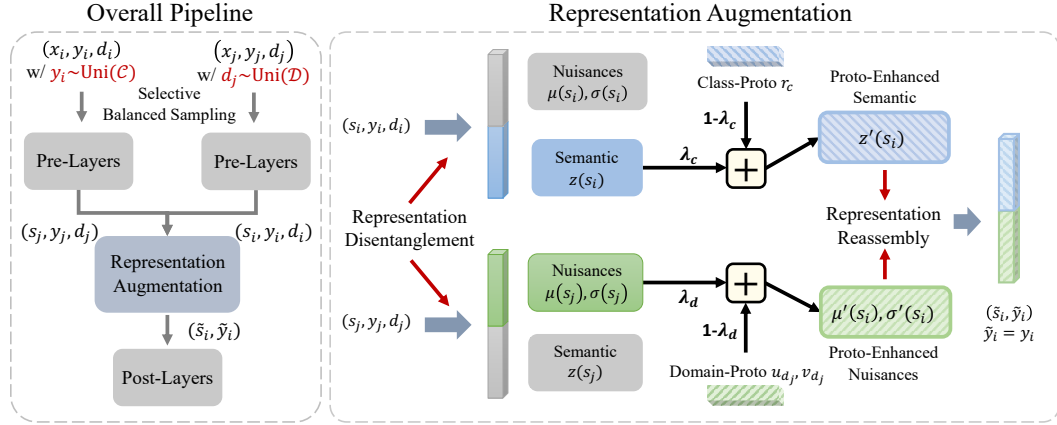 Overall Pipeline
(x_i, y_i, d_i)
w/ y_i~Uni(𝒞)
(x_j, y_j, d_j)
w/ d_j~Uni(𝒟)
Selective
Balanced Sampling
Pre-Layers
Pre-Layers
(s_j, y_j, d_j)
(s_i, y_i, d_i)
Representation
Augmentation
(s̃_i, ỹ_i)
Post-Layers
Representation Augmentation
(s_i, y_i, d_i)
Nuisances
μ(s_i), σ(s_i)
Semantic
z(s_i)
Class-Proto r_c
1-λ_c
λ_c
+
Proto-Enhanced
Semantic
z′(s_i)
Representation
Disentanglement
Representation
Reassembly
(s_j, y_j, d_j)
Nuisances
μ(s_j), σ(s_j)
Semantic
z(s_j)
λ_d
+
1-λ_d
Domain-Proto u_{d_j}, v_{d_j}
μ′(s_i), σ′(s_i)
Proto-Enhanced
Nuisances
(s̃_i, ỹ_i)
ỹ_i = y_i